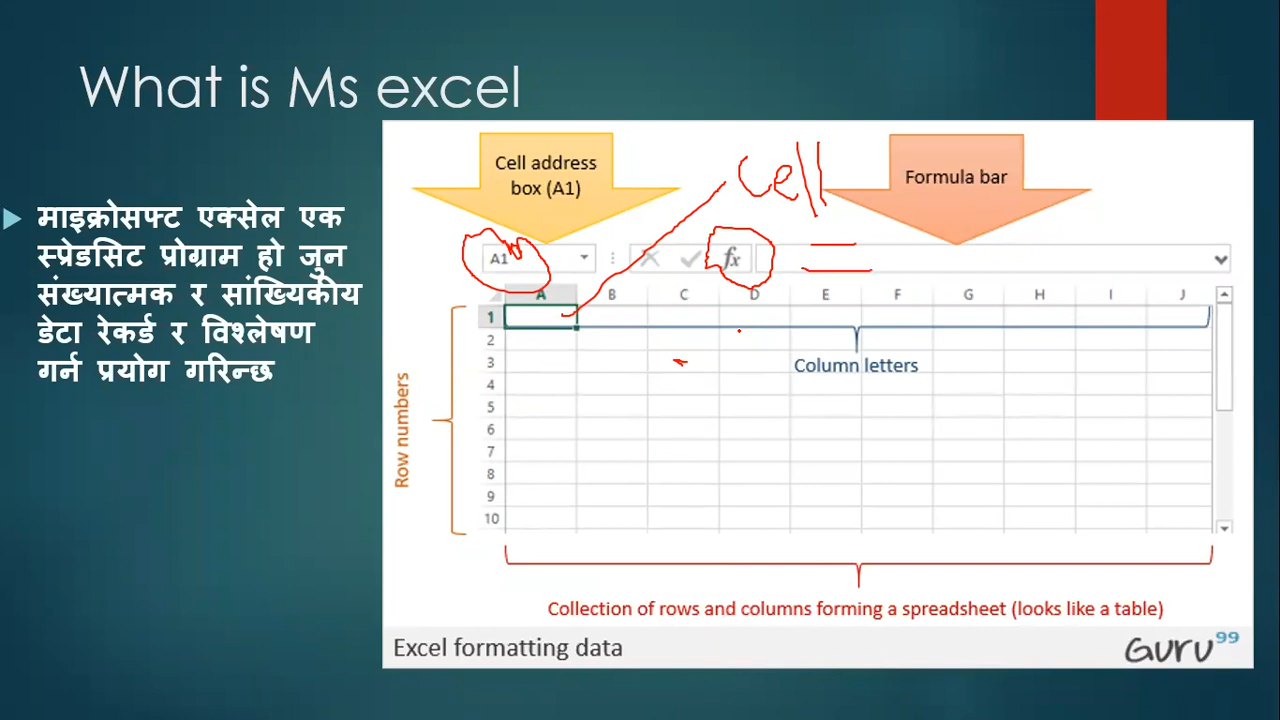 What is Ms excel
माइक्रोसफ्ट एक्सेल एक
स्प्रेडसिट प्रोग्राम हो जुन
संख्यात्मक र सांख्यिकीय
डेटा रेकर्ड र विश्लेषण
गर्न प्रयोग गरिन्छ
Cell address
box (A1)
Cell
Formula bar
A1
fx
=
A B C D E F G H I J
1
2
3
Column letters
4
5
6
7
8
9
10
Row numbers
Collection of rows and columns forming a spreadsheet (looks like a table)
Excel formatting data
Guru99